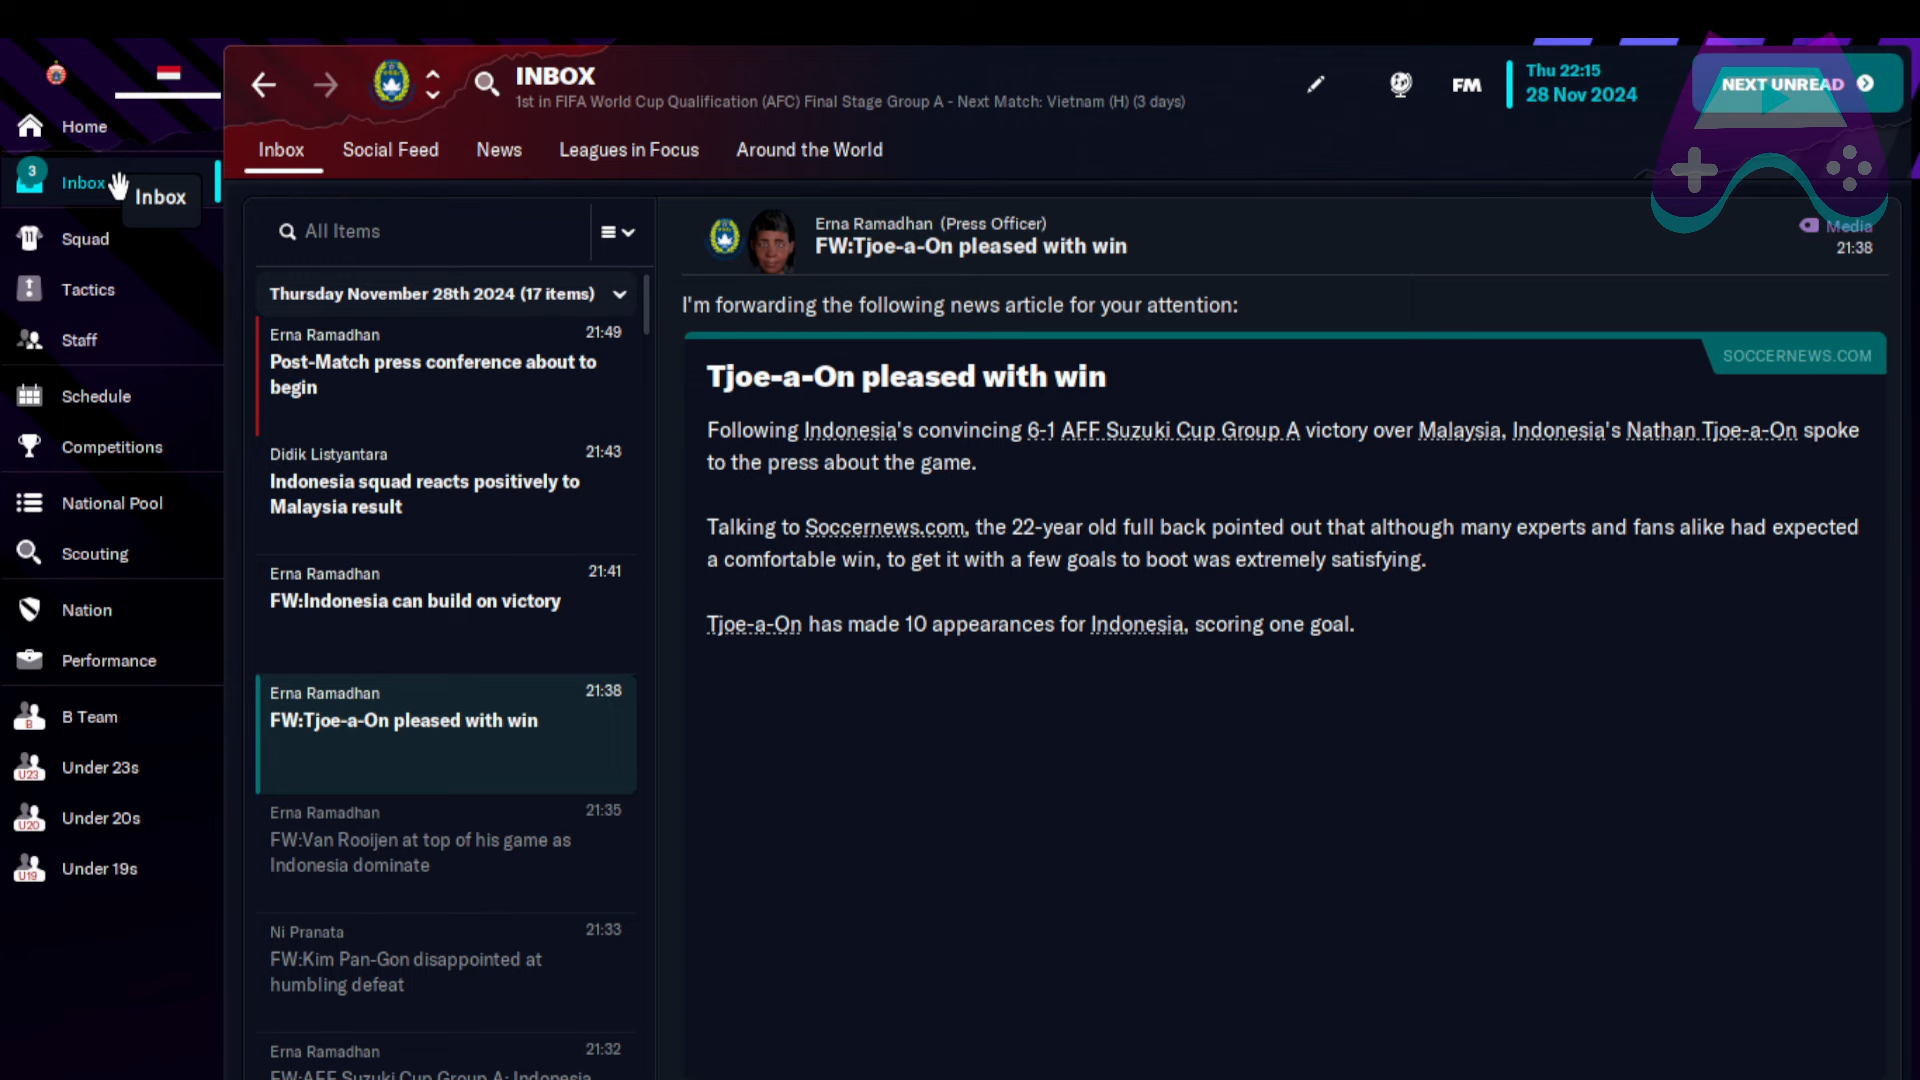 INBOX
1st in FIFA World Cup Qualification (AFC) Final Stage Group A - Next Match: Vietnam (H) (3 days)
FM
Thu 22:15
28 Nov 2024
NEXT UNREAD
Inbox
Social Feed
News
Leagues in Focus
Around the World
Home
3
Inbox
Inbox
11
Squad
Tactics
Staff
Schedule
Competitions
National Pool
Scouting
Nation
Performance
B
B Team
U23
Under 23s
U20
Under 20s
U19
Under 19s
All Items
Thursday November 28th 2024 (17 items)
Erna Ramadhan
21:49
Post-Match press conference about to
begin
Didik Listyantara
21:43
Indonesia squad reacts positively to
Malaysia result
Erna Ramadhan
21:41
FW:Indonesia can build on victory
Erna Ramadhan
21:38
FW:Tjoe-a-On pleased with win
Erna Ramadhan
21:35
FW:Van Rooijen at top of his game as
Indonesia dominate
Ni Pranata
21:33
FW:Kim Pan-Gon disappointed at
humbling defeat
Erna Ramadhan
21:32
FW:AFF Suzuki Cup Group A: Indonesia
Erna Ramadhan (Press Officer)
FW:Tjoe-a-On pleased with win
Media
21:38
I'm forwarding the following news article for your attention:
SOCCERNEWS.COM
Tjoe-a-On pleased with win
Following Indonesia's convincing 6-1 AFF Suzuki Cup Group A victory over Malaysia, Indonesia's Nathan Tjoe-a-On spoke
to the press about the game.
Talking to Soccernews.com, the 22-year old full back pointed out that although many experts and fans alike had expected
a comfortable win, to get it with a few goals to boot was extremely satisfying.
Tjoe-a-On has made 10 appearances for Indonesia, scoring one goal.